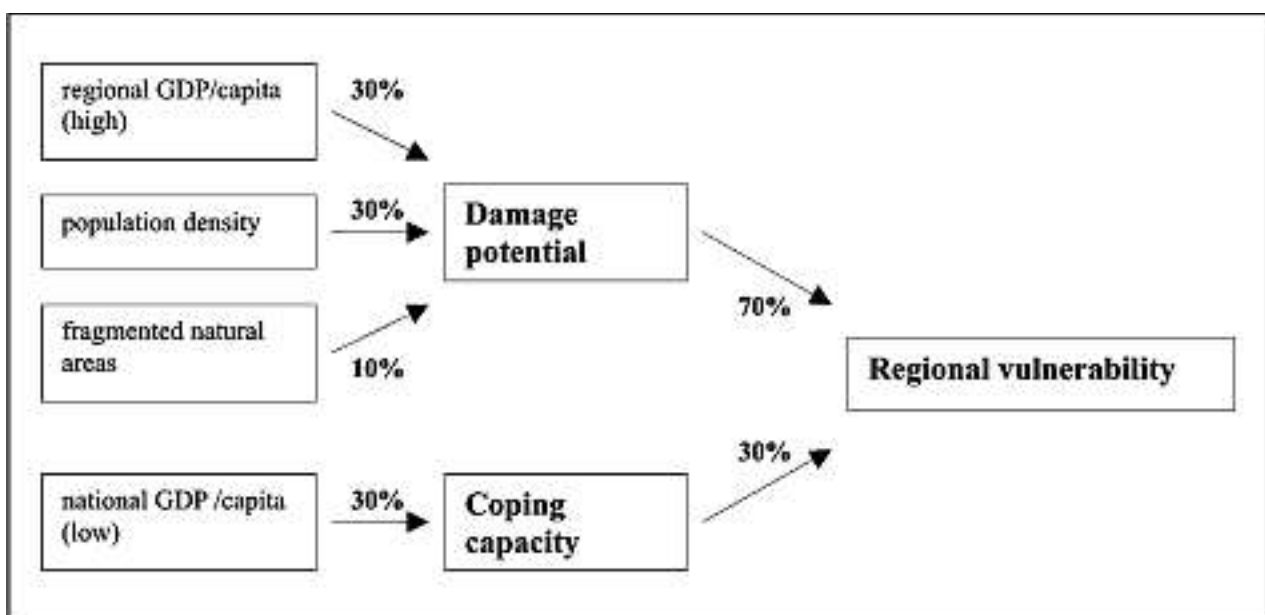 regional GDP/capita
(high)
30%
population density
30%
Damage
potential
fragmented natural
areas
10%
70%
Regional vulnerability
30%
national GDP /capita
(low)
30%
Coping
capacity